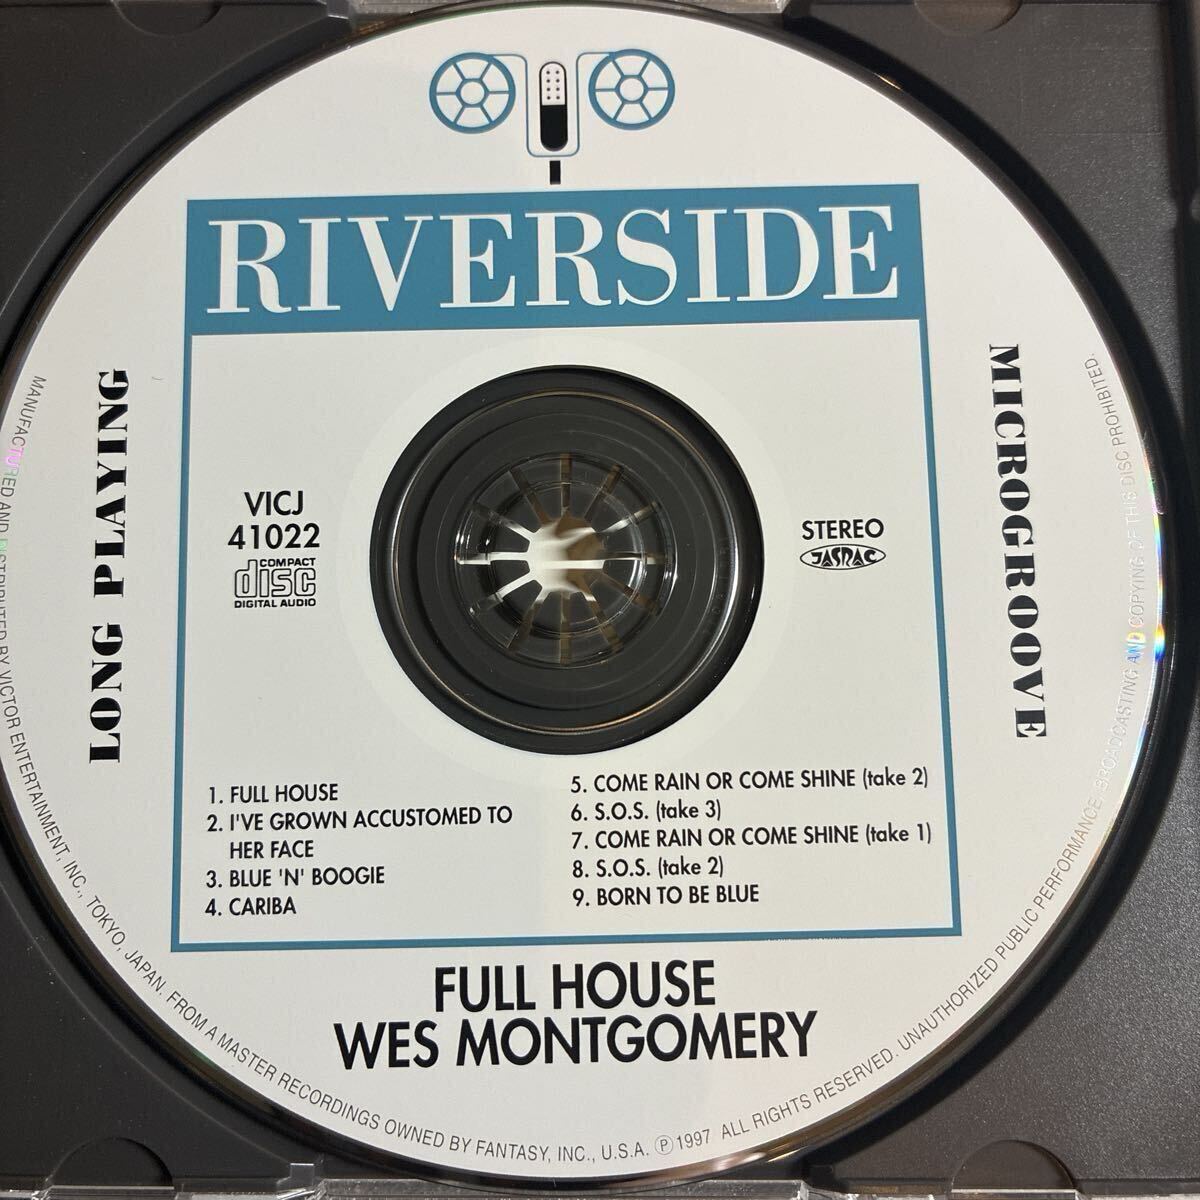 RIVERSIDE
LONG PLAYING
MICROGROOVE
VICJ
41022
COMPACT
disc
DIGITAL AUDIO
STEREO
JASRAC
1. FULL HOUSE
2. I'VE GROWN ACCUSTOMED TO
HER FACE
3. BLUE 'N' BOOGIE
4. CARIBA
5. COME RAIN OR COME SHINE (take 2)
6. S.O.S. (take 3)
7. COME RAIN OR COME SHINE (take 1)
8. S.O.S. (take 2)
9. BORN TO BE BLUE
FULL HOUSE
WES MONTGOMERY
MANUFACTURED AND DISTRIBUTED BY VICTOR ENTERTAINMENT, INC., TOKYO, JAPAN. FROM A MASTER RECORDINGS OWNED BY FANTASY, INC., U.S.A. ℗ 1997 ALL RIGHTS RESERVED. UNAUTHORIZED PUBLIC PERFORMANCE, BROADCASTING AND COPYING OF THIS DISC PROHIBITED.